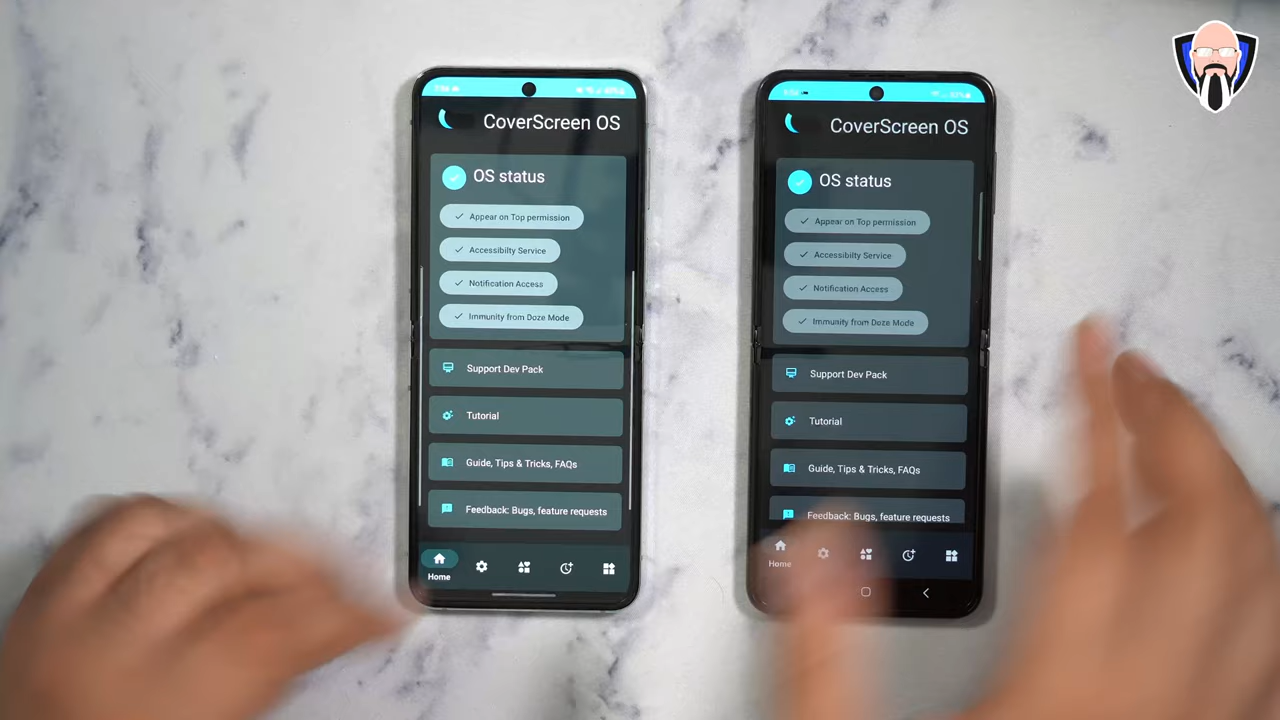 CoverScreen OS
OS status
Appear on Top permission
Accessibilty Service
Notification Access
Immunity from Doze Mode
Support Dev Pack
Tutorial
Guide, Tips & Tricks, FAQs
Feedback: Bugs, feature requests
Home
CoverScreen OS
OS status
Appear on Top permission
Accessibilty Service
Notification Access
Immunity from Doze Mode
Support Dev Pack
Tutorial
Guide, Tips & Tricks, FAQs
Feedback: Bugs, feature requests
Home